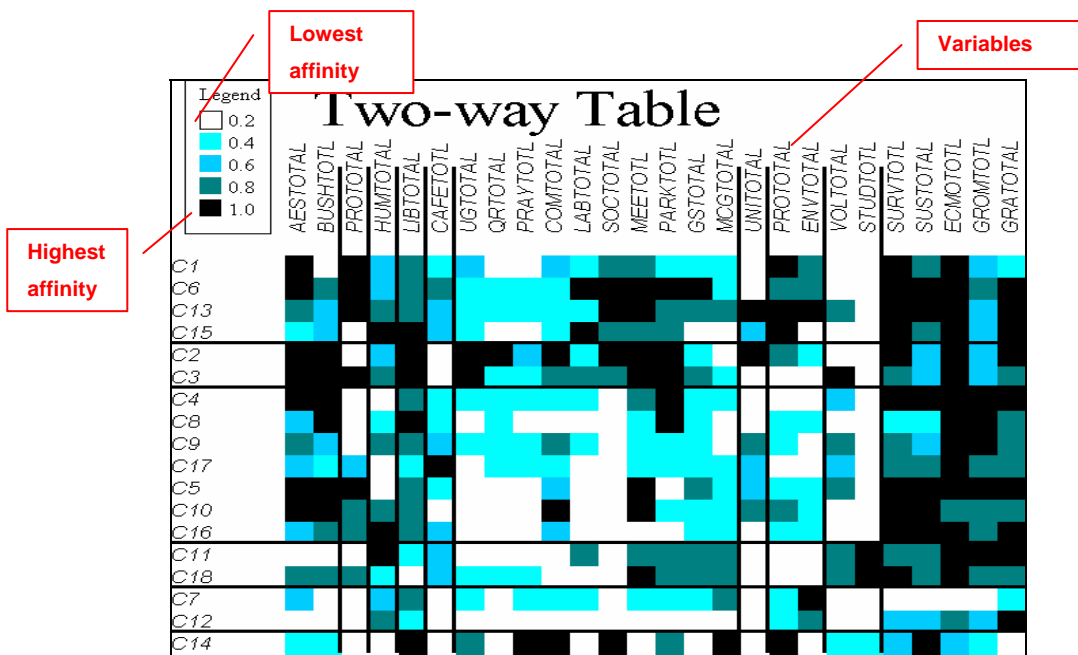 Lowest
affinity
Variables
Legend
0.2
0.4
0.6
0.8
1.0
Two-way Table
Highest
affinity
AESTOTAL
BUSHTOTL
PROTOTAL
HUMTOTAL
LIBTOTAL
CAFETOTL
UGTOTAL
QRTOTAL
PRAYTOTL
COMTOTAL
LABTOTAL
SOCTOTAL
MEETOTL
PARKTOTL
GSTOTAL
MCGTOTAL
UNITOTAL
PROTOTAL
ENVTOTAL
VOLTOTAL
STUDTOTL
SURVTOTL
SUSTOTAL
ECMOTOTL
GROMTOTL
GRATOTAL
C1
C6
C13
C15
C2
C3
C4
C8
C9
C17
C5
C10
C16
C11
C18
C7
C12
C14